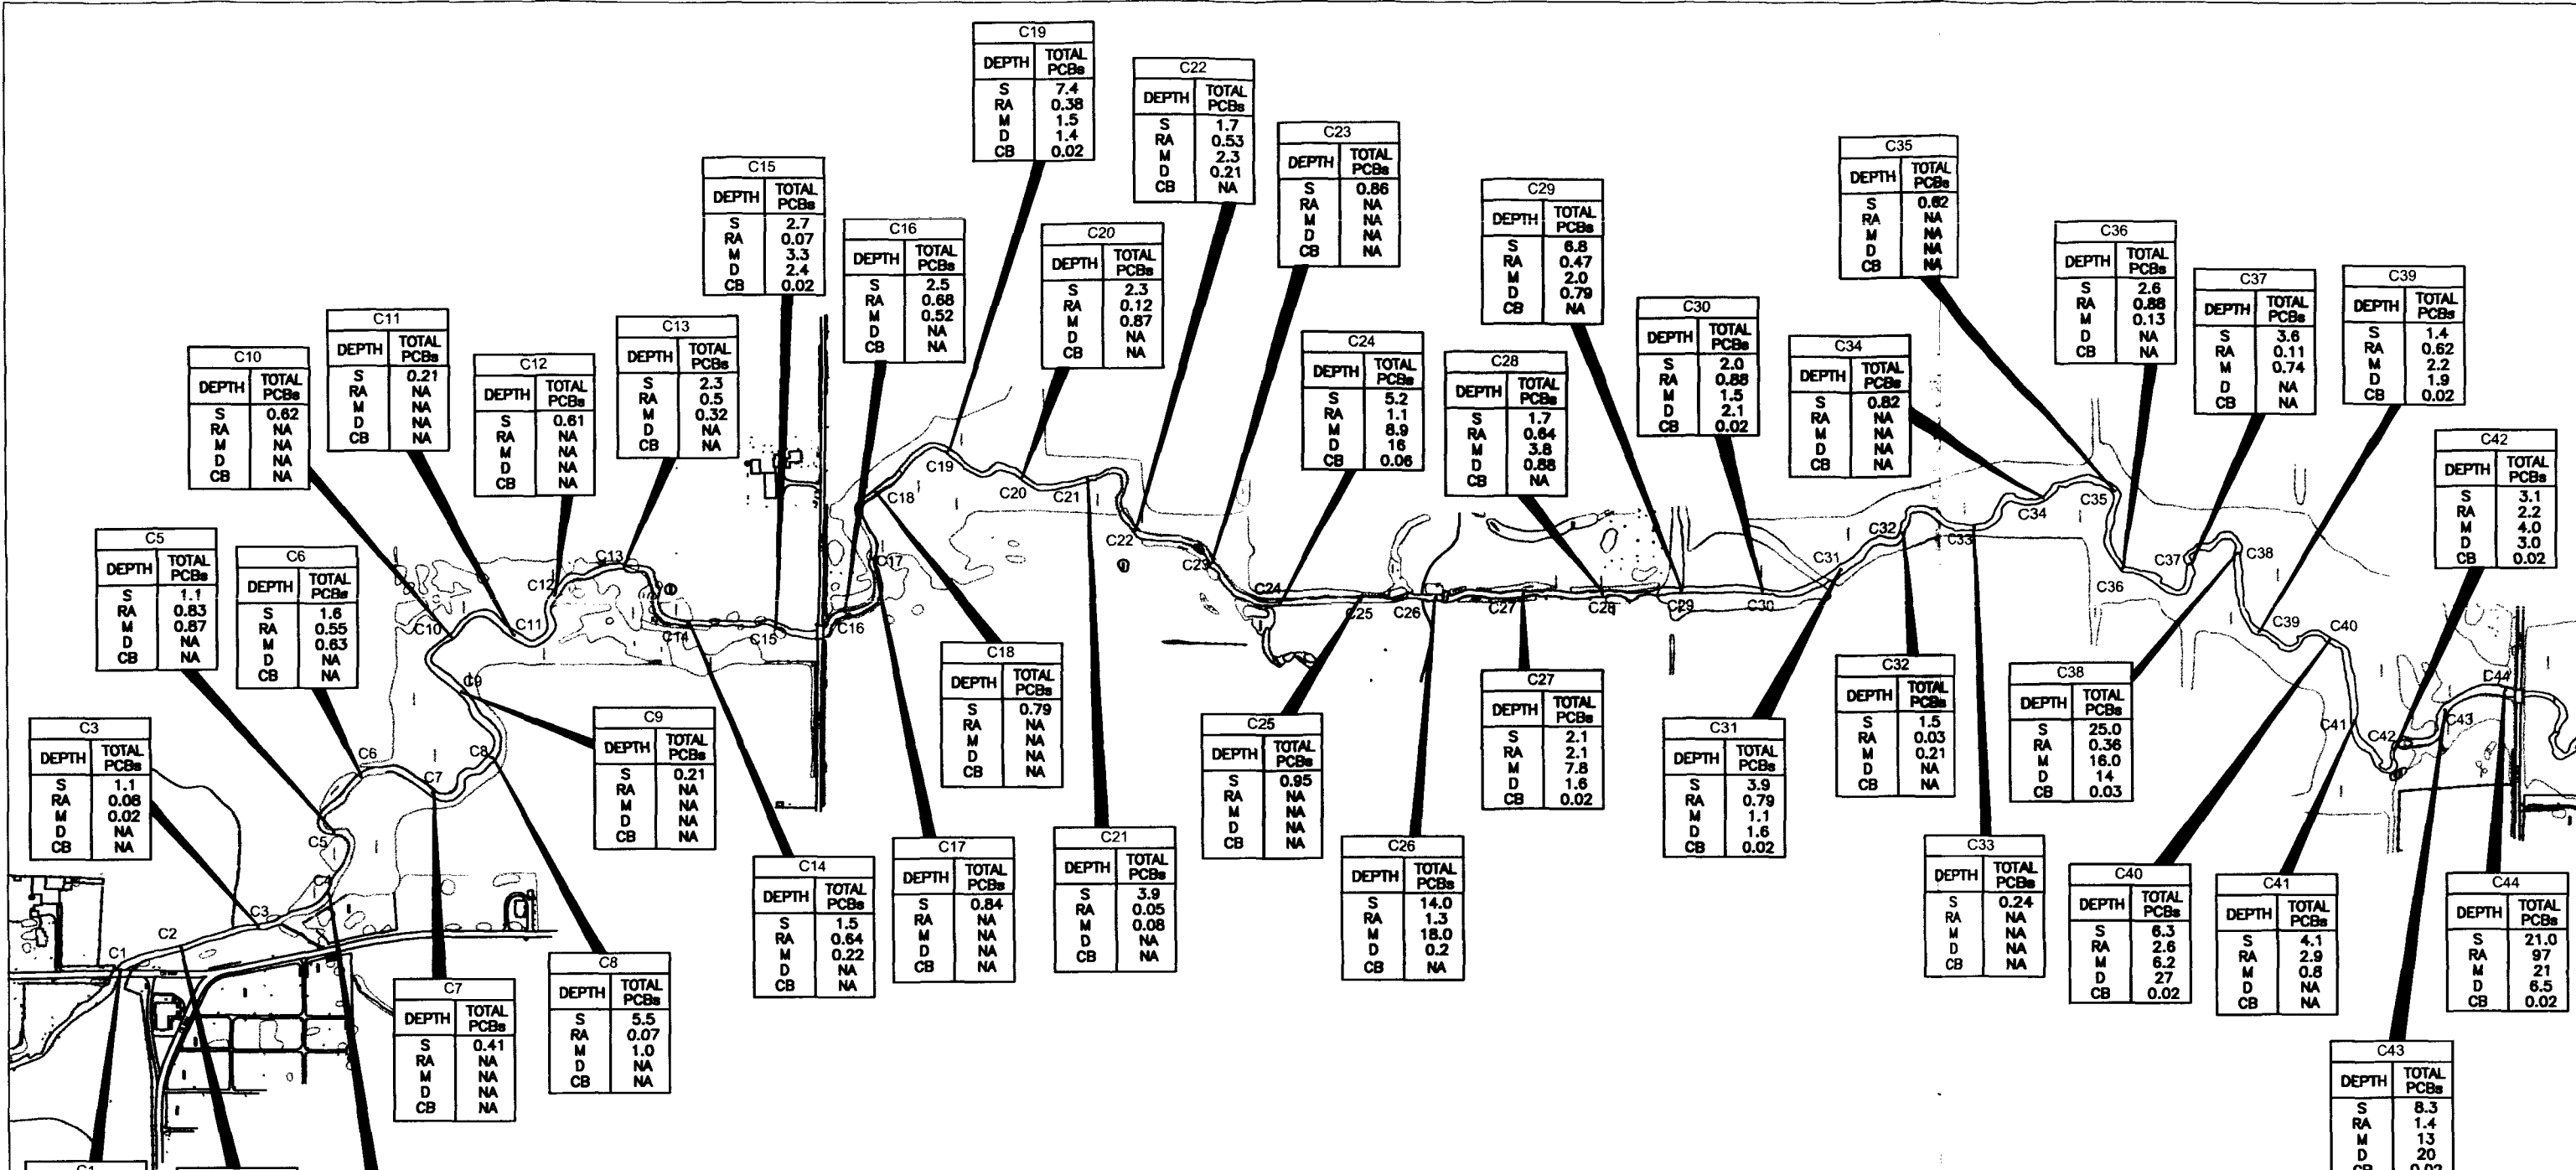 C19
DEPTH TOTAL PCBs
S 7.4
RA 0.38
M 1.5
D 1.4
CB 0.02
C22
DEPTH TOTAL PCBs
S 1.7
RA 0.53
M 2.3
D 0.21
CB NA
C23
DEPTH TOTAL PCBs
S 0.86
RA NA
M NA
D NA
CB NA
C15
DEPTH TOTAL PCBs
S 2.7
RA 0.07
M 3.3
D 2.4
CB 0.02
C16
DEPTH TOTAL PCBs
S 2.5
RA 0.68
M 0.52
D NA
CB NA
C20
DEPTH TOTAL PCBs
S 2.3
RA 0.12
M 0.87
D NA
CB NA
C29
DEPTH TOTAL PCBs
S 6.8
RA 0.47
M 2.0
D 0.79
CB NA
C35
DEPTH TOTAL PCBs
S 0.62
RA NA
M NA
D NA
CB NA
C36
DEPTH TOTAL PCBs
S 2.6
RA 0.88
M 0.13
D NA
CB NA
C37
DEPTH TOTAL PCBs
S 3.6
RA 0.11
M 0.74
D NA
CB NA
C39
DEPTH TOTAL PCBs
S 1.4
RA 0.62
M 2.2
D 1.9
CB 0.02
C10
DEPTH TOTAL PCBs
S 0.62
RA NA
M NA
D NA
CB NA
C11
DEPTH TOTAL PCBs
S 0.21
RA NA
M NA
D NA
CB NA
C12
DEPTH TOTAL PCBs
S 0.61
RA NA
M NA
D NA
CB NA
C13
DEPTH TOTAL PCBs
S 2.3
RA 0.5
M 0.32
D NA
CB NA
C24
DEPTH TOTAL PCBs
S 5.2
RA 1.1
M 8.9
D 16
CB 0.06
C28
DEPTH TOTAL PCBs
S 1.7
RA 0.64
M 3.8
D 0.88
CB NA
C30
DEPTH TOTAL PCBs
S 2.0
RA 0.88
M 1.5
D 2.1
CB 0.02
C34
DEPTH TOTAL PCBs
S 0.82
RA NA
M NA
D NA
CB NA
C42
DEPTH TOTAL PCBs
S 3.1
RA 2.2
M 4.0
D 3.0
CB 0.02
C5
DEPTH TOTAL PCBs
S 1.1
RA 0.83
M 0.87
D NA
CB NA
C6
DEPTH TOTAL PCBs
S 1.6
RA 0.55
M 0.63
D NA
CB NA
C3
DEPTH TOTAL PCBs
S 1.1
RA 0.08
M 0.02
D NA
CB NA
C9
DEPTH TOTAL PCBs
S 0.21
RA NA
M NA
D NA
CB NA
C18
DEPTH TOTAL PCBs
S 0.79
RA NA
M NA
D NA
CB NA
C25
DEPTH TOTAL PCBs
S 0.95
RA NA
M NA
D NA
CB NA
C27
DEPTH TOTAL PCBs
S 2.1
RA 2.1
M 7.8
D 1.6
CB 0.02
C31
DEPTH TOTAL PCBs
S 3.9
RA 0.79
M 1.1
D 1.6
CB 0.02
C32
DEPTH TOTAL PCBs
S 1.5
RA 0.03
M 0.21
D NA
CB NA
C38
DEPTH TOTAL PCBs
S 25.0
RA 0.36
M 16.0
D 14
CB 0.03
C14
DEPTH TOTAL PCBs
S 1.5
RA 0.64
M 0.22
D NA
CB NA
C17
DEPTH TOTAL PCBs
S 0.84
RA NA
M NA
D NA
CB NA
C21
DEPTH TOTAL PCBs
S 3.9
RA 0.05
M 0.08
D NA
CB NA
C26
DEPTH TOTAL PCBs
S 14.0
RA 1.3
M 18.0
D 0.2
CB NA
C33
DEPTH TOTAL PCBs
S 0.24
RA NA
M NA
D NA
CB NA
C40
DEPTH TOTAL PCBs
S 6.3
RA 2.6
M 6.2
D 27
CB 0.02
C41
DEPTH TOTAL PCBs
S 4.1
RA 2.9
M 0.8
D NA
CB NA
C44
DEPTH TOTAL PCBs
S 21.0
RA 97
M 21
D 6.5
CB 0.02
C7
DEPTH TOTAL PCBs
S 0.41
RA NA
M NA
D NA
CB NA
C8
DEPTH TOTAL PCBs
S 5.5
RA 0.07
M 1.0
D NA
CB NA
C43
DEPTH TOTAL PCBs
S 8.3
RA 1.4
M 13
D 20
CB 0.02
C1
C1
C2
C3
C4
C5
C6
C7
C8
C9
C10
C11
C12
C13
C14
C15
C16
C17
C18
C19
C20
C21
C22
C23
C24
C25
C26
C27
C28
C29
C30
C31
C32
C33
C34
C35
C36
C37
C38
C39
C40
C41
C42
C43
C44